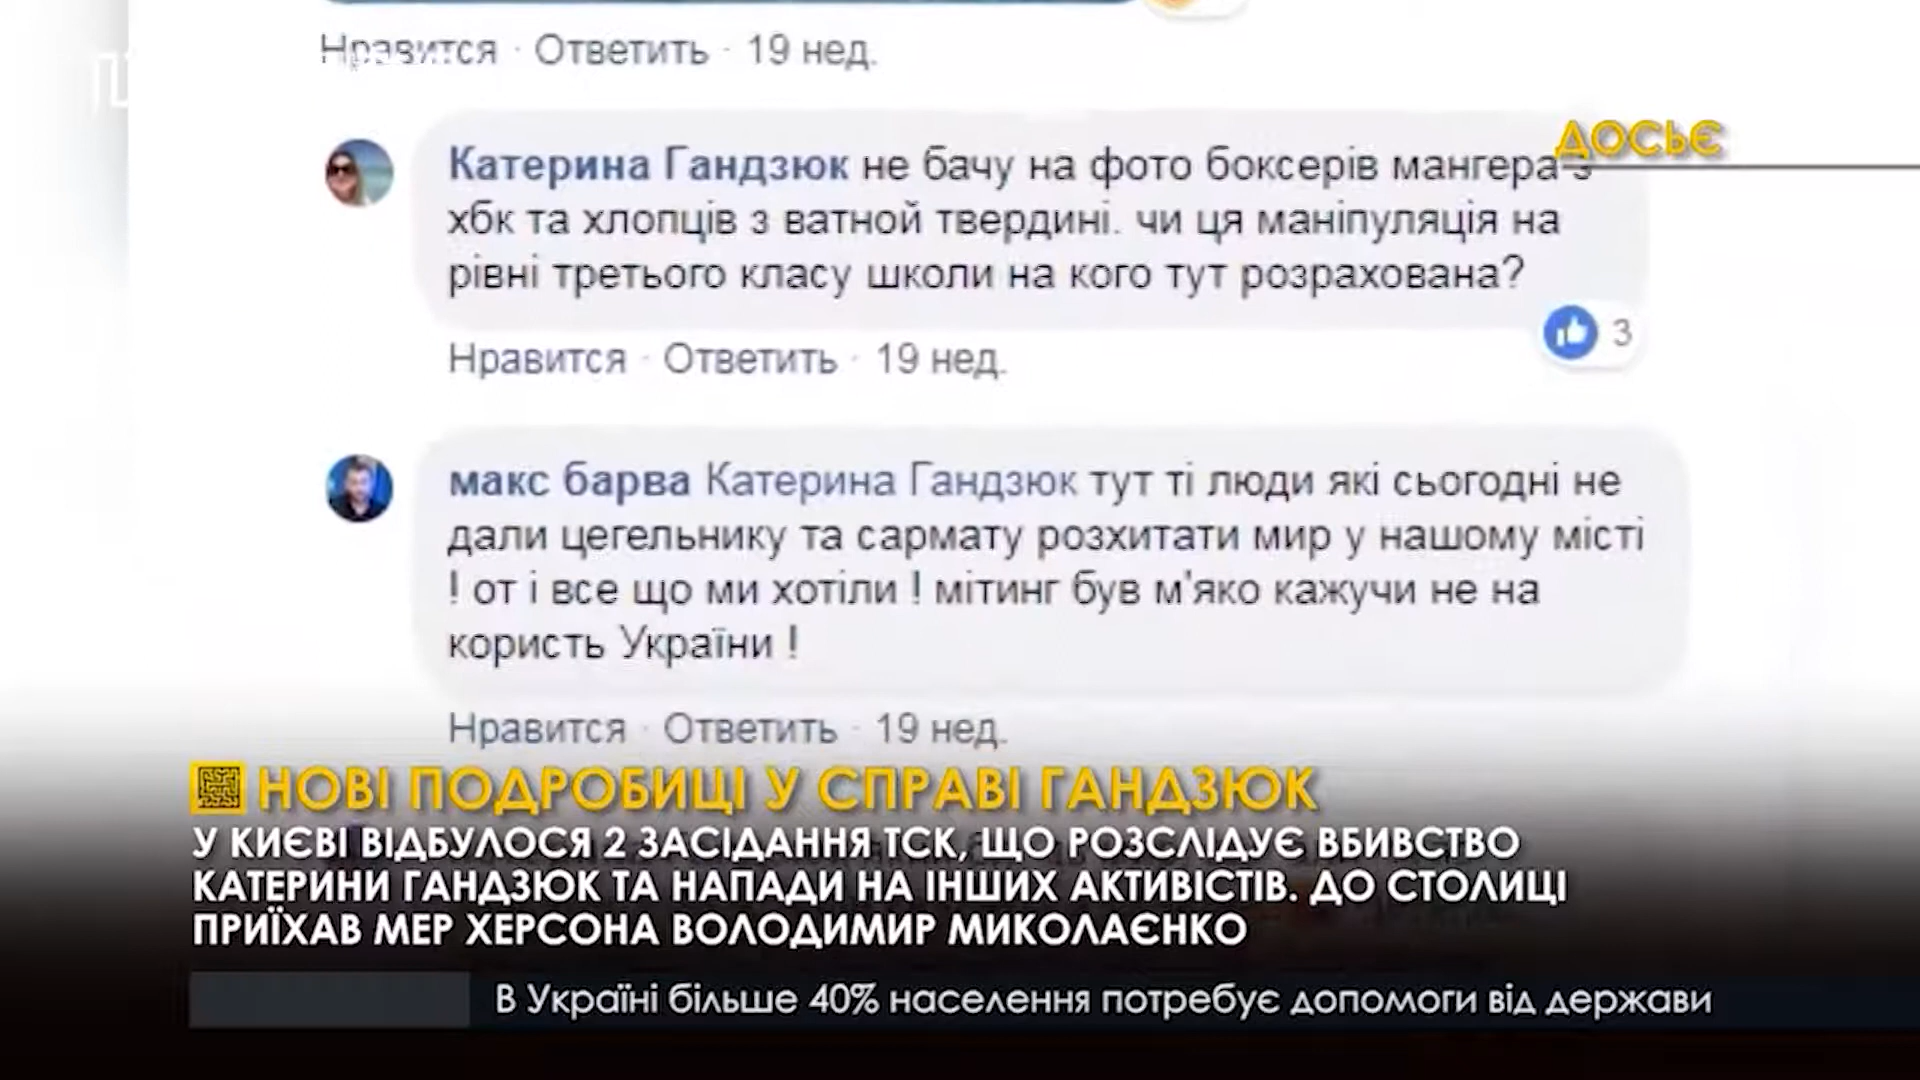 Нравится · Ответить · 19 нед.
ДОСЬЄ
Катерина Гандзюк не бачу на фото боксерів мангера з
хбк та хлопців з ватной твердині. чи ця маніпуляція на
рівні третього класу школи на кого тут розрахована?
3
Нравится · Ответить · 19 нед.
макс барва Катерина Гандзюк тут ті люди які сьогодні не
дали цегельнику та сармату розхитати мир у нашому місті
! от і все що ми хотіли ! мітинг був м'яко кажучи не на
користь України !
Нравится · Ответить · 19 нед.
НОВІ ПОДРОБИЦІ У СПРАВІ ГАНДЗЮК
У КИЄВІ ВІДБУЛОСЯ 2 ЗАСІДАННЯ ТСК, ЩО РОЗСЛІДУЄ ВБИВСТВО
КАТЕРИНИ ГАНДЗЮК ТА НАПАДИ НА ІНШИХ АКТИВІСТІВ. ДО СТОЛИЦІ
ПРИЇХАВ МЕР ХЕРСОНА ВОЛОДИМИР МИКОЛАЄНКО
В Україні більше 40% населення потребує допомоги від держави